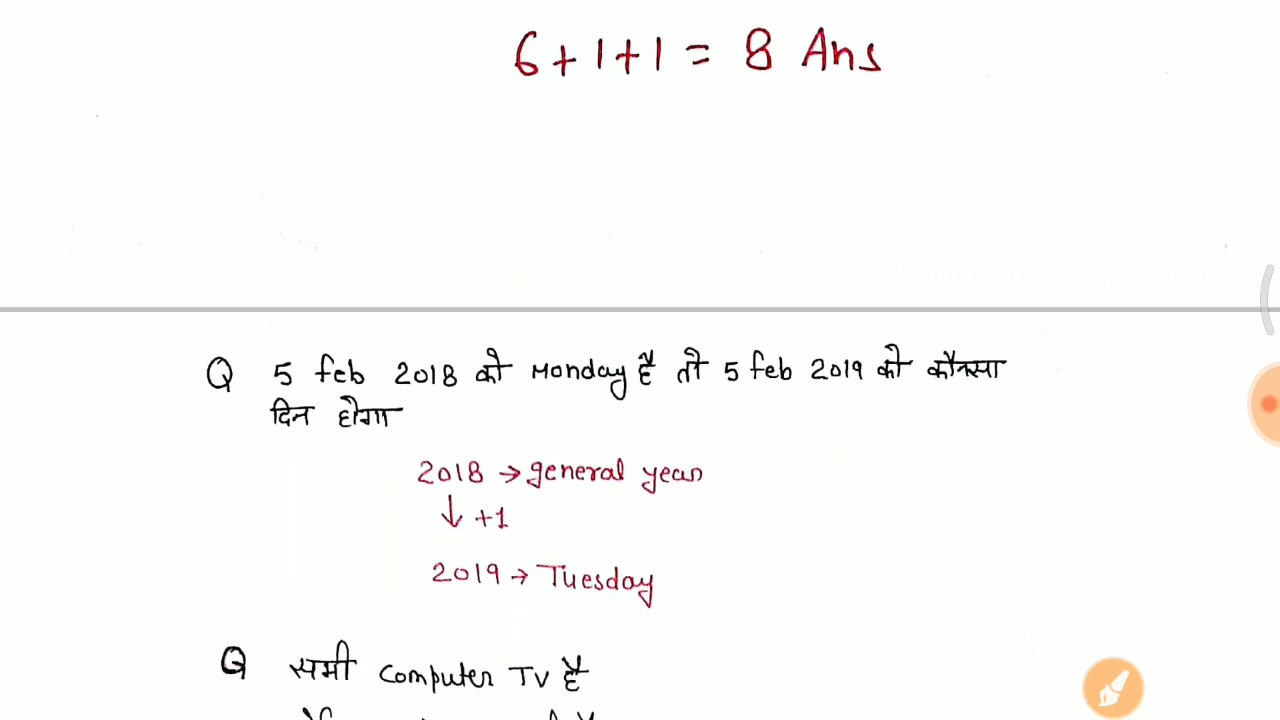 6+1+1 = 8 Ans
Q 5 feb 2018 को Monday है तो 5 feb 2019 को कौनसा
दिन होगा
2018 → general year
↓ +1
2019 → Tuesday
Q सभी Computer TV है